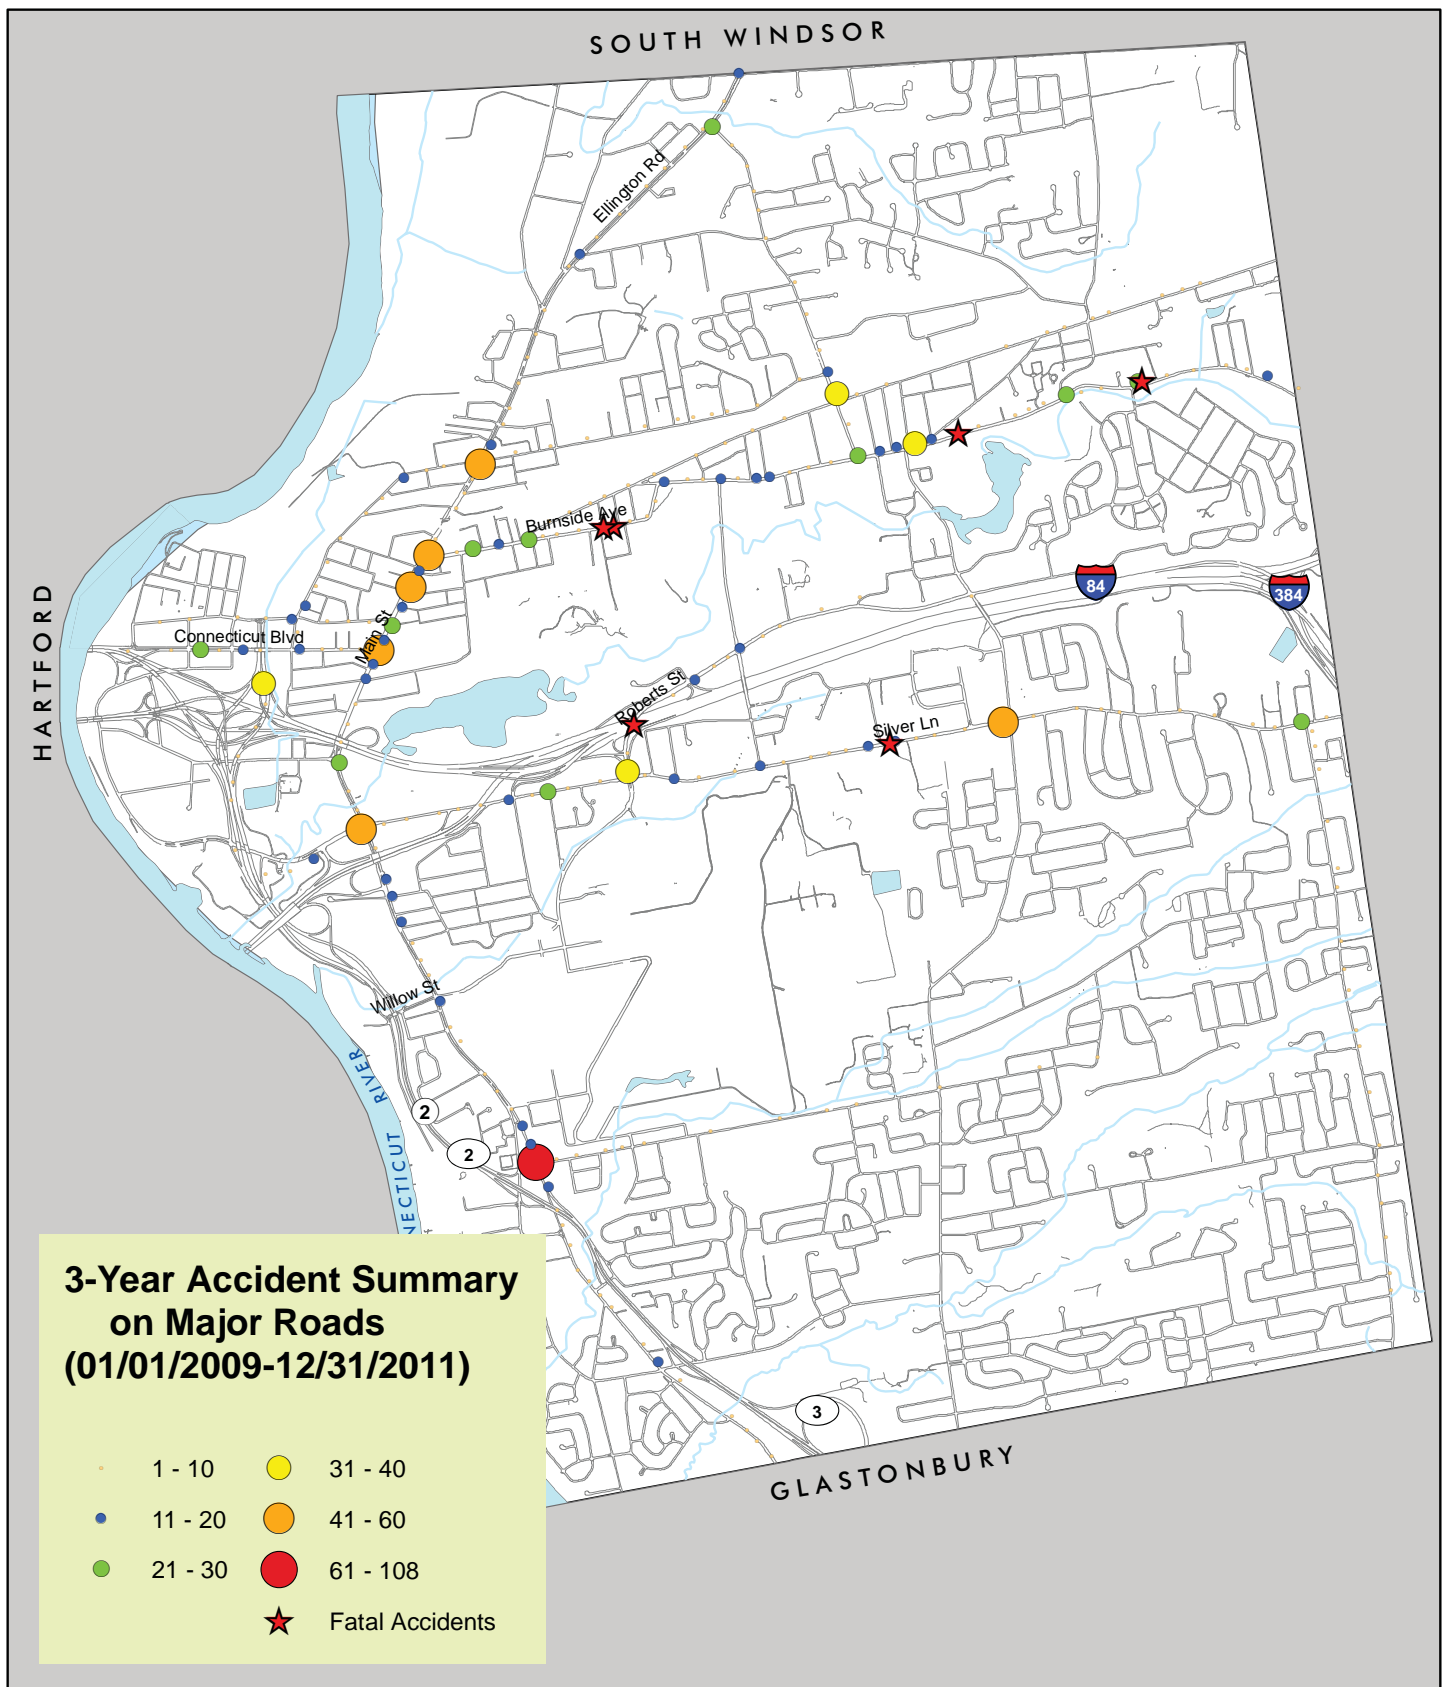 SOUTH WINDSOR
Ellington Rd
Burnside Ave
84
384
HARTFORD
Connecticut Blvd
Main St
Roberts St
Silver Ln
Willow St
RIVER
NECTICUT
2
2
3
GLASTONBURY
3-Year Accident Summary
on Major Roads
(01/01/2009-12/31/2011)
1 - 10
31 - 40
11 - 20
41 - 60
21 - 30
61 - 108
Fatal Accidents